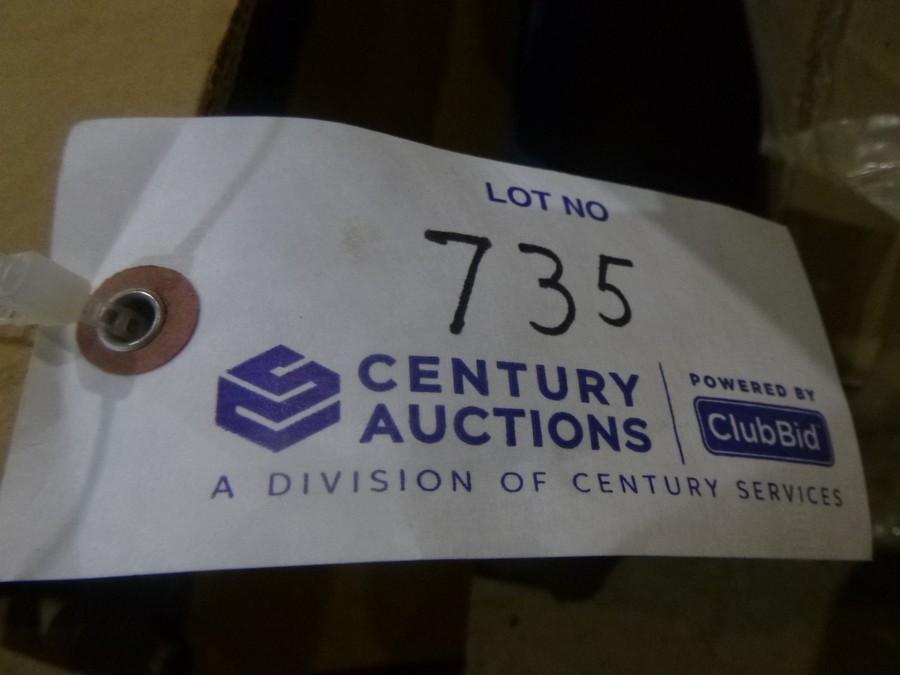 LOT NO
735
CENTURY
AUCTIONS
POWERED BY
ClubBid
A DIVISION OF CENTURY SERVICES